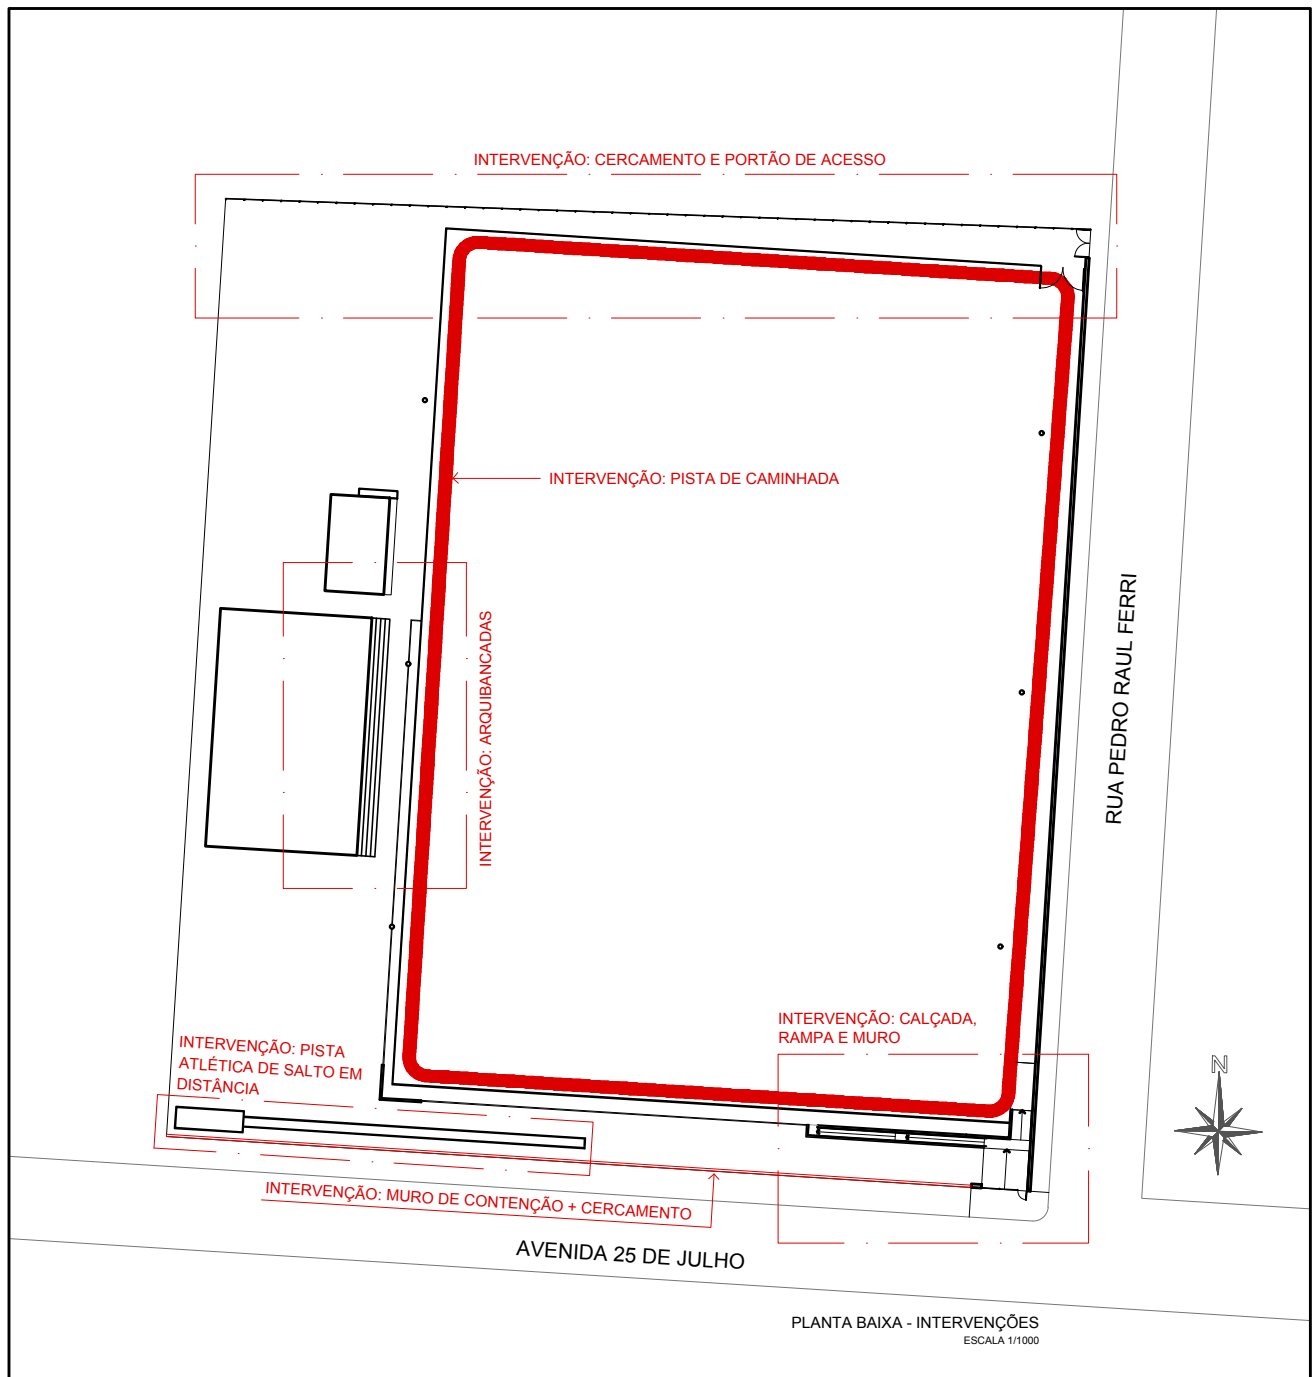 INTERVENÇÃO: CERCAMENTO E PORTÃO DE ACESSO
INTERVENÇÃO: PISTA DE CAMINHADA
RUA PEDRO RAUL FERRI
INTERVENÇÃO: ARQUIBANCADAS
INTERVENÇÃO: CALÇADA,
RAMPA E MURO
INTERVENÇÃO: PISTA
ATLÉTICA DE SALTO EM
DISTÂNCIA
N
INTERVENÇÃO: MURO DE CONTENÇÃO + CERCAMENTO
AVENIDA 25 DE JULHO
PLANTA BAIXA - INTERVENÇÕES
ESCALA 1/1000